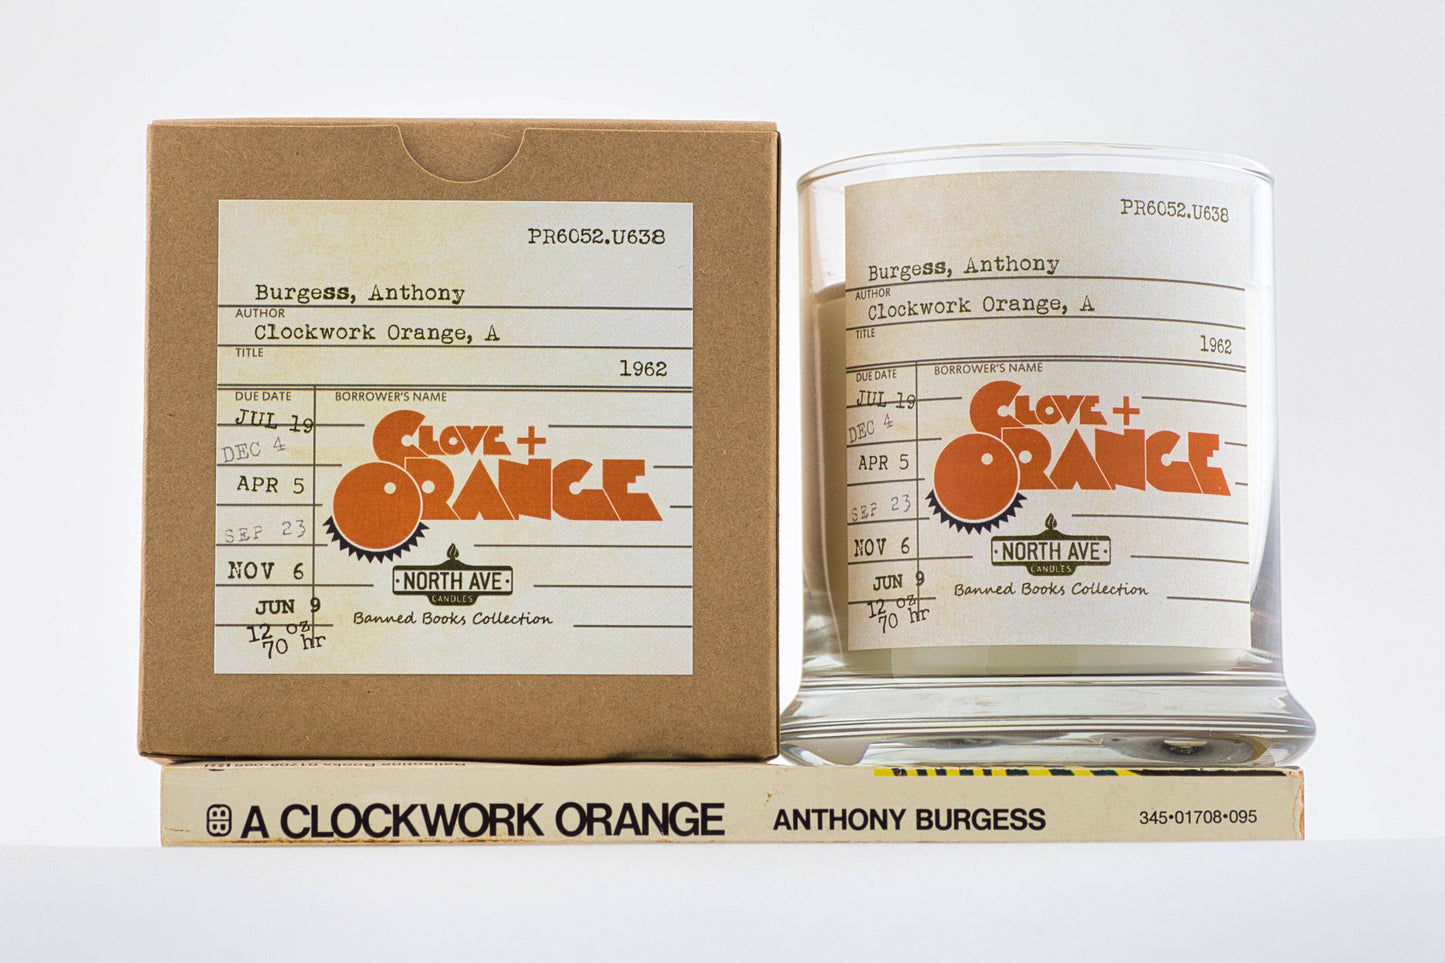 PR6052.U638
Burgess, Anthony
AUTHOR
Clockwork Orange, A
TITLE
1962
DUE DATE BORROWER'S NAME
JUL 19
DEC 4
APR 5
SEP 23
NOV 6
JUN 9
12 oz
70 hr
CLOVE +
ORANGE
NORTH AVE
CANDLES
Banned Books Collection
PR6052.U638
Burgess, Anthony
AUTHOR
Clockwork Orange, A
TITLE
1962
DUE DATE BORROWER'S NAME
JUL 19
DEC 4
APR 5
SEP 23
NOV 6
JUN 9
12 oz
70 hr
CLOVE +
ORANGE
NORTH AVE
CANDLES
Banned Books Collection
Ballantine Books
BB A CLOCKWORK ORANGE ANTHONY BURGESS 345•01708•095